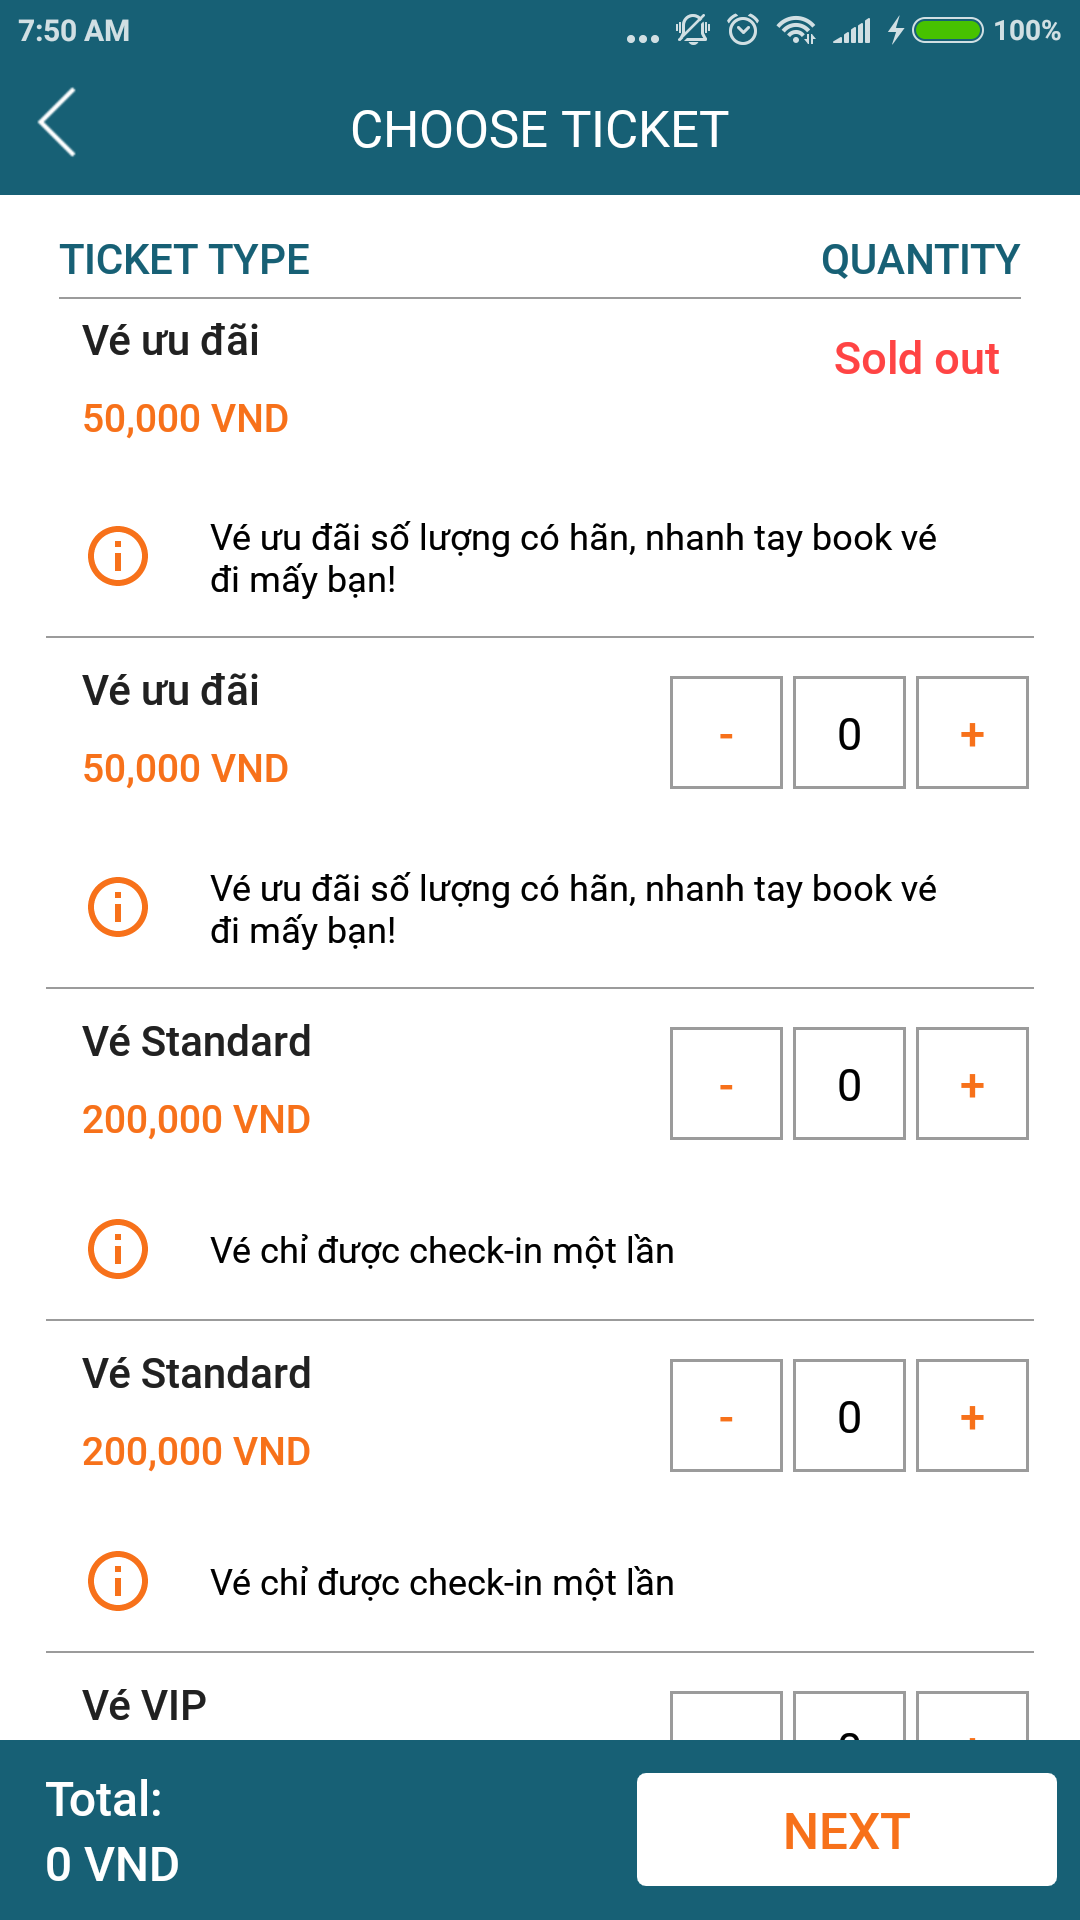 7:50 AM
100%
CHOOSE TICKET
TICKET TYPE
QUANTITY
Vé ưu đãi
Sold out
50,000 VND
Vé ưu đãi số lượng có hãn, nhanh tay book vé
đi mấy bạn!
Vé ưu đãi
- 0 +
50,000 VND
Vé ưu đãi số lượng có hãn, nhanh tay book vé
đi mấy bạn!
Vé Standard
- 0 +
200,000 VND
Vé chỉ được check-in một lần
Vé Standard
- 0 +
200,000 VND
Vé chỉ được check-in một lần
Vé VIP
Total:
0 VND
NEXT